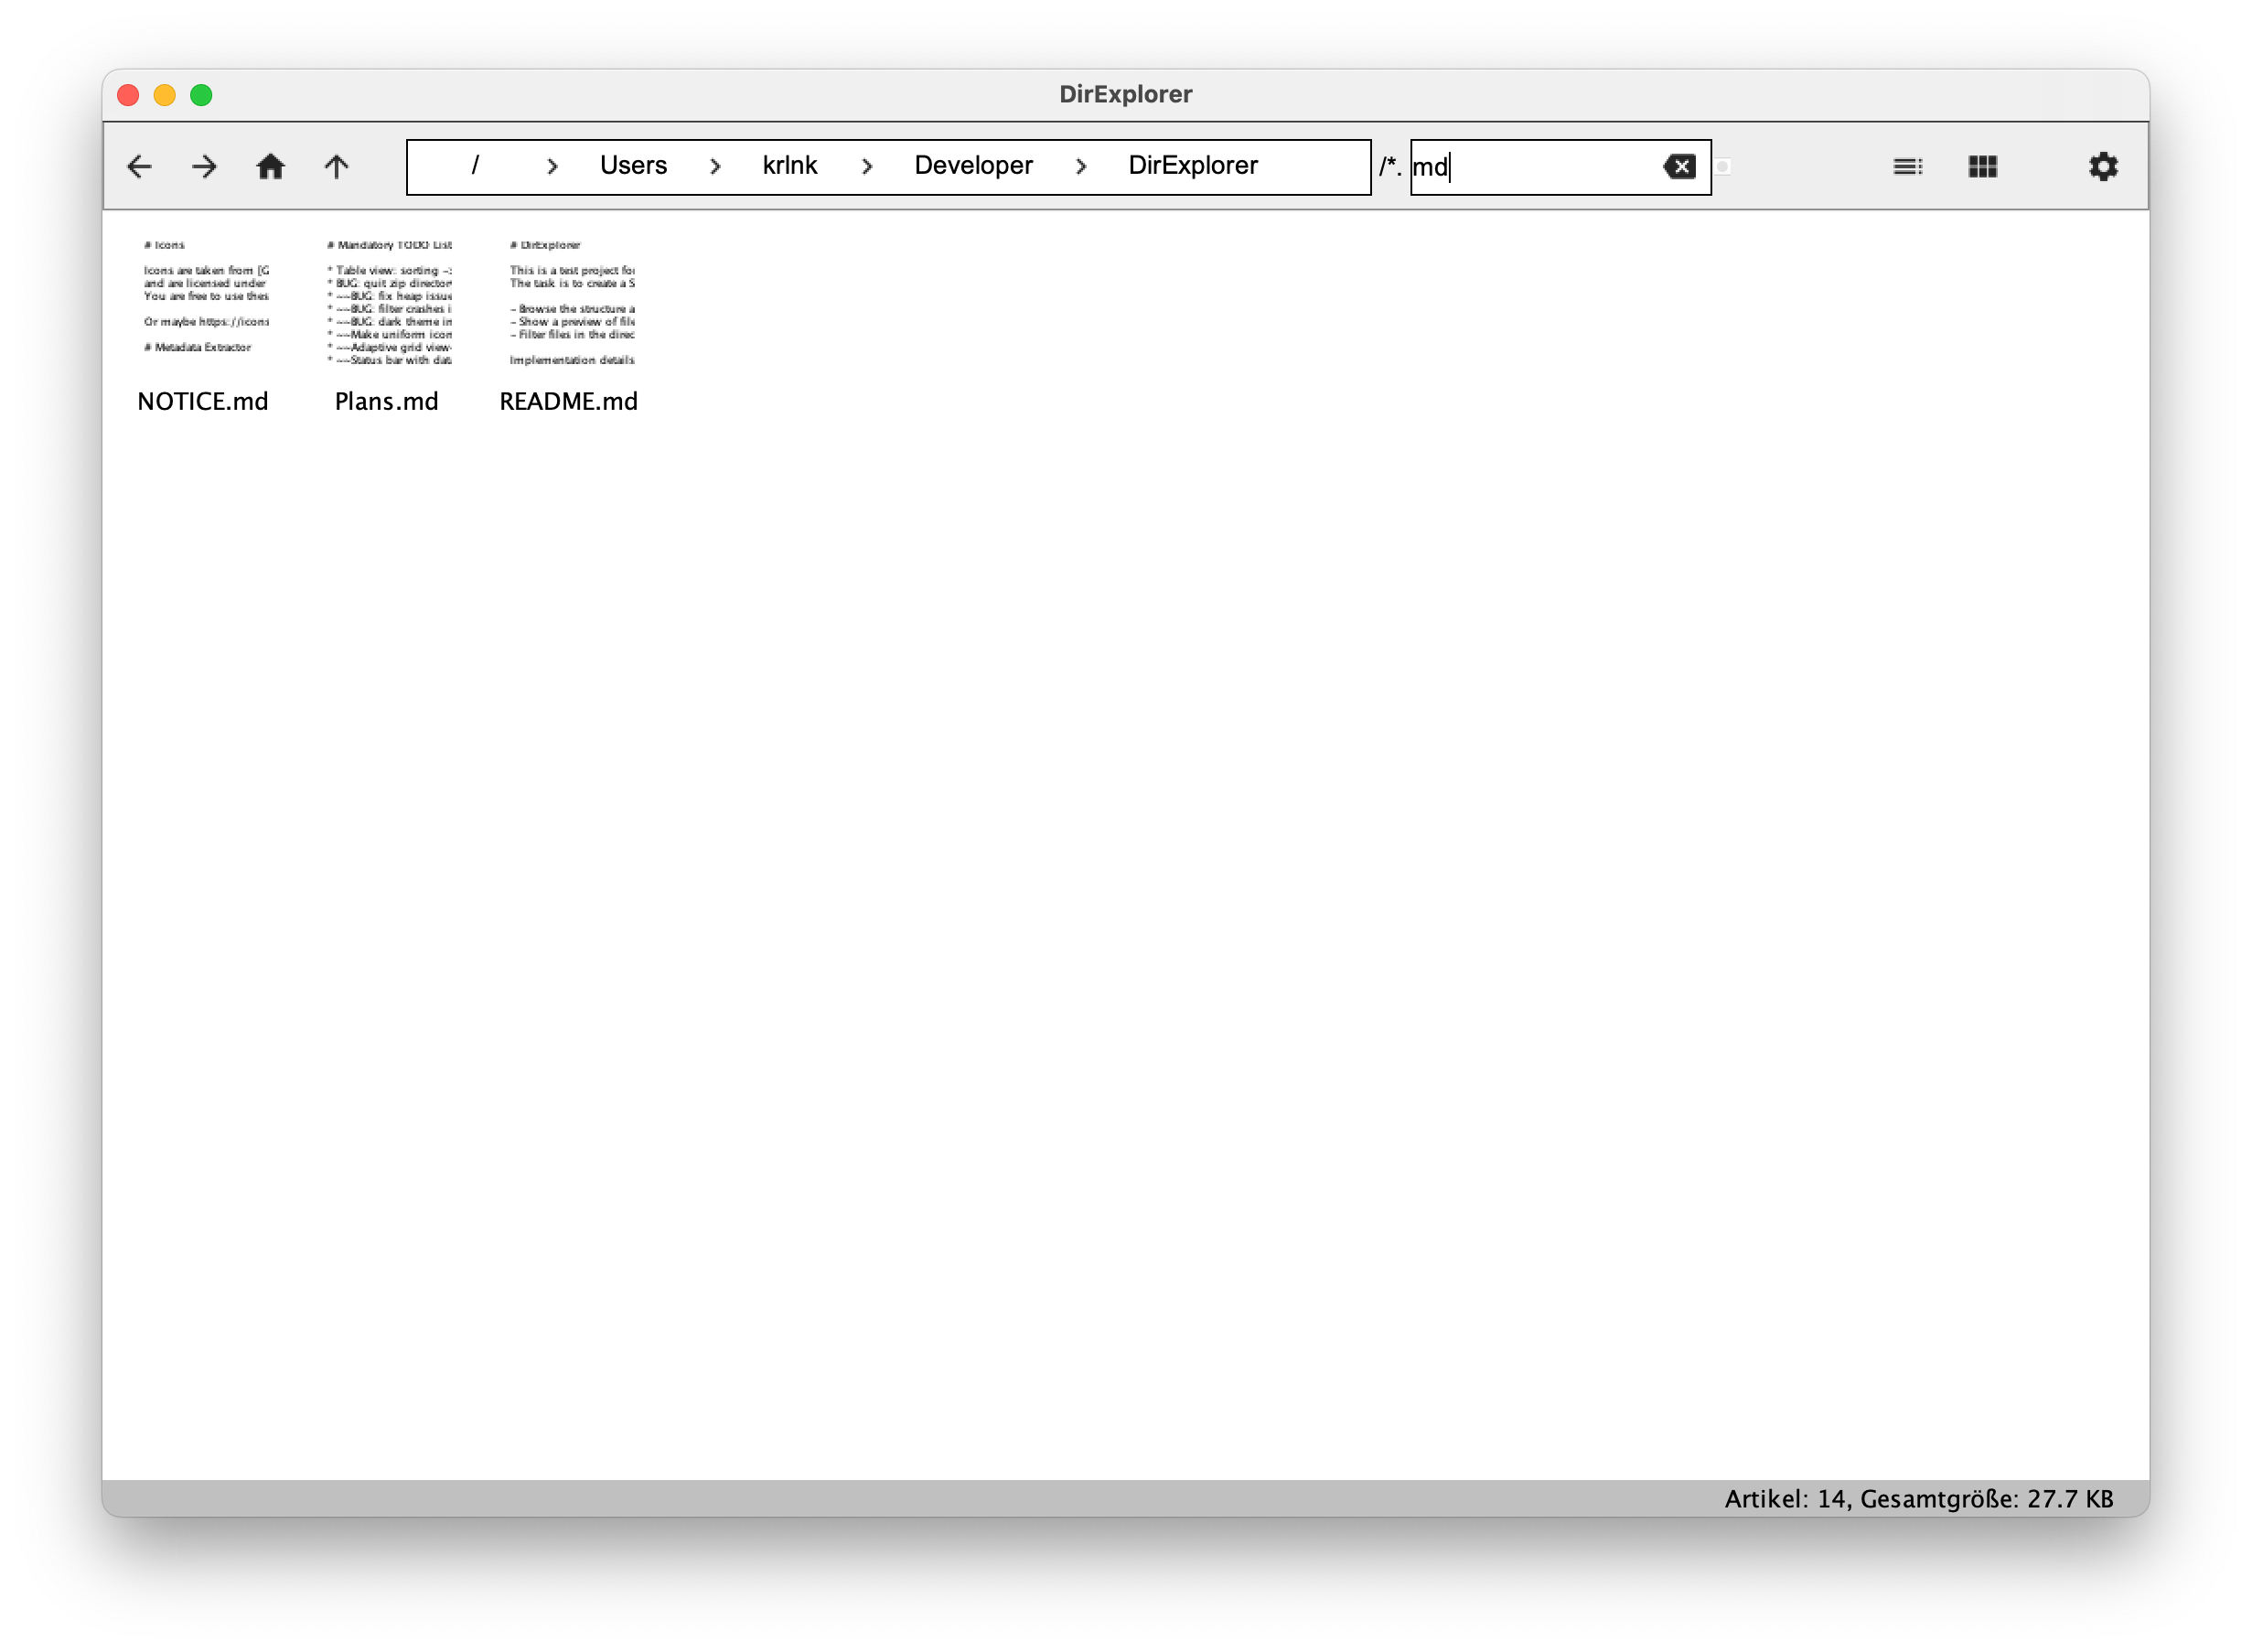 DirExplorer
/ > Users > krlnk > Developer > DirExplorer /*. md
# Icons
Icons are taken from [G
and are licensed under
You are free to use thes
Or maybe https://icons
# Metadata Extractor
NOTICE.md
# Mandatory TODO List
* Table view: sorting ~
* BUG: quit zip director
* ~~BUG: fix heap issue
* ~~BUG: filter crashes i
* ~~BUG: dark theme in
* ~~Make uniform icon
* ~~Adaptive grid view
* ~~Status bar with data
Plans.md
# DirExplorer
This is a test project for
The task is to create a S
- Browse the structure a
- Show a preview of file
- Filter files in the direc
Implementation details
README.md
Artikel: 14, Gesamtgröße: 27.7 KB